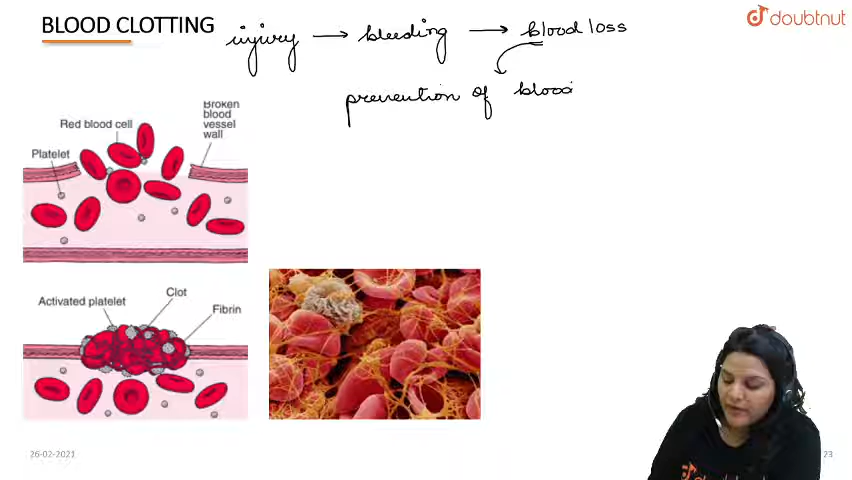 BLOOD CLOTTING
injury → bleeding → blood loss
doubtnut
prevention of blood
Red blood cell
Broken
blood
vessel
wall
Platelet
Activated platelet
Clot
Fibrin
26-02-2021
23